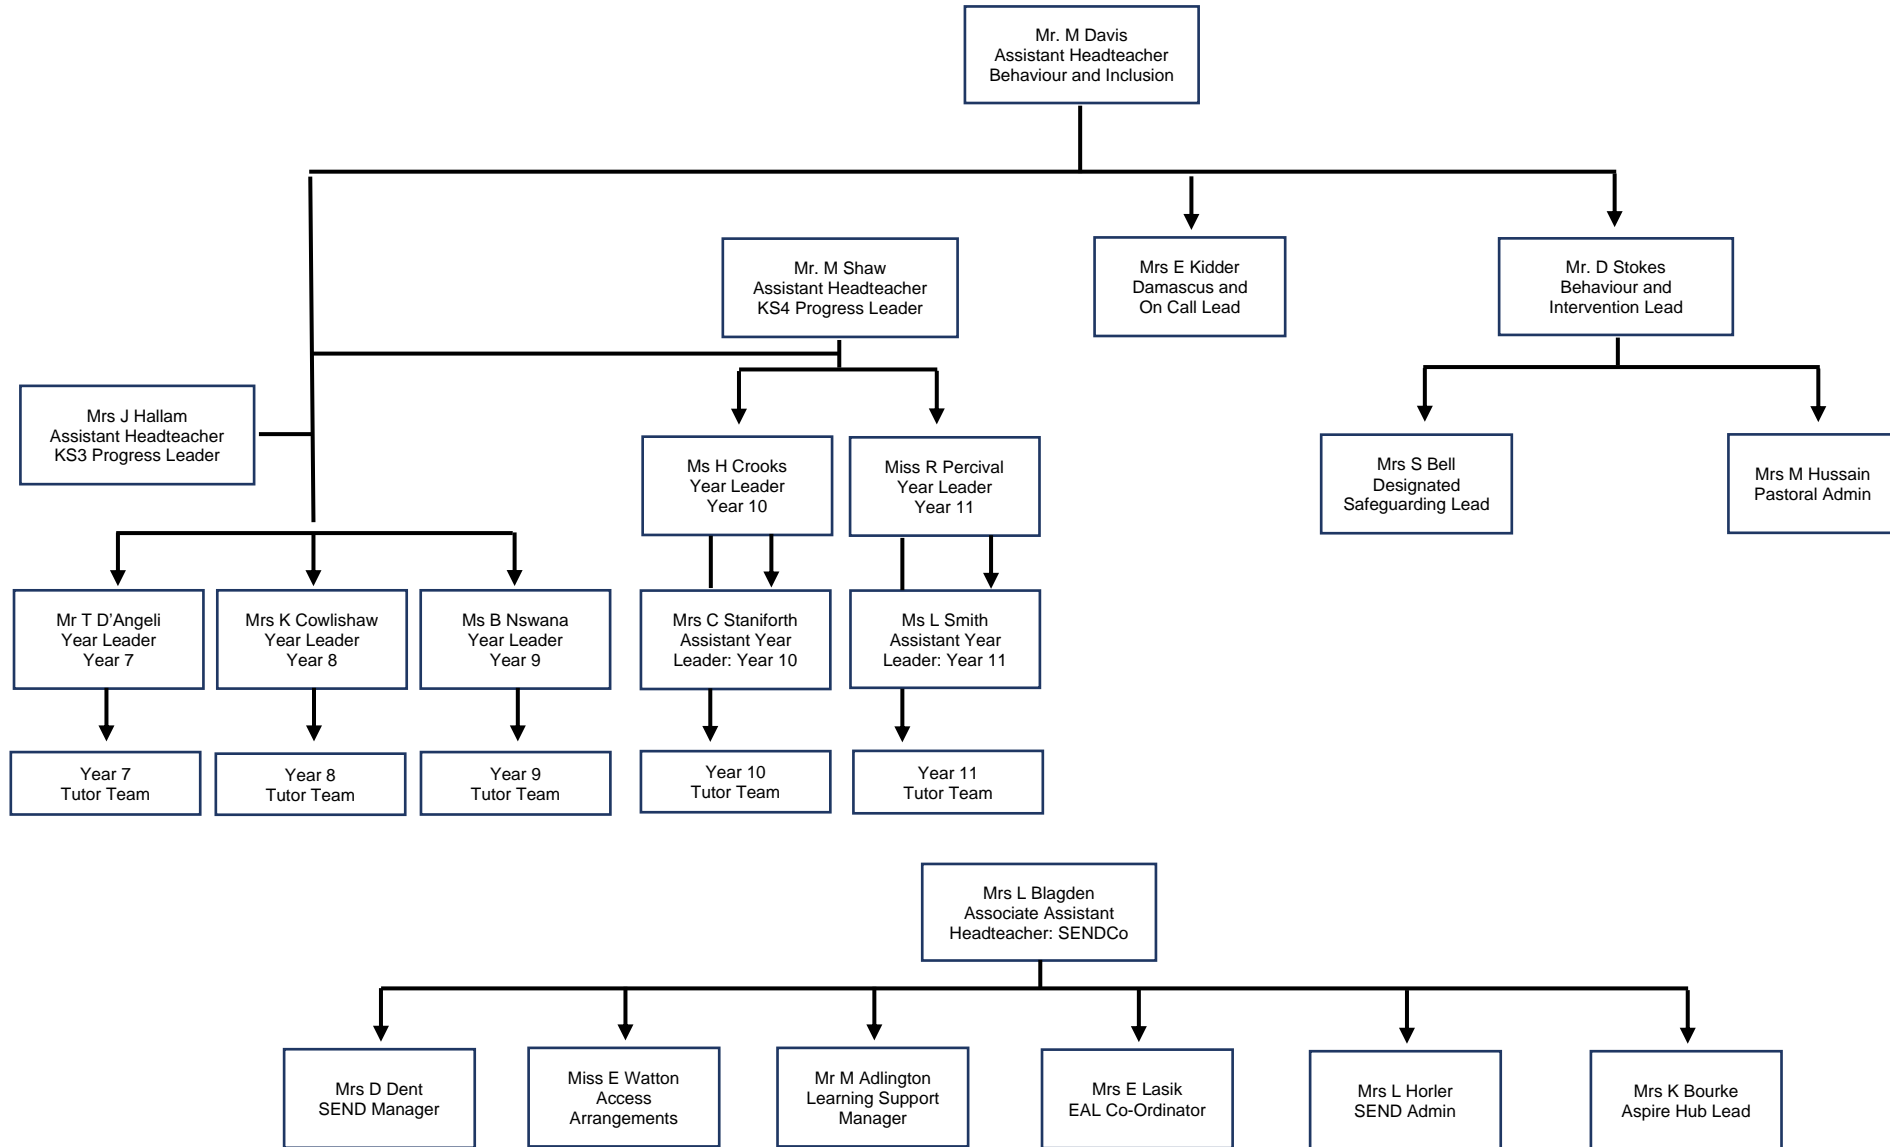 Mr. M Davis
Assistant Headteacher
Behaviour and Inclusion
Mr. M Shaw
Assistant Headteacher
KS4 Progress Leader
Mrs E Kidder
Damascus and
On Call Lead
Mr. D Stokes
Behaviour and
Intervention Lead
Mrs J Hallam
Assistant Headteacher
KS3 Progress Leader
Ms H Crooks
Year Leader
Year 10
Miss R Percival
Year Leader
Year 11
Mrs S Bell
Designated
Safeguarding Lead
Mrs M Hussain
Pastoral Admin
Mr T D’Angeli
Year Leader
Year 7
Mrs K Cowlishaw
Year Leader
Year 8
Ms B Nswana
Year Leader
Year 9
Mrs C Staniforth
Assistant Year
Leader: Year 10
Ms L Smith
Assistant Year
Leader: Year 11
Year 7
Tutor Team
Year 8
Tutor Team
Year 9
Tutor Team
Year 10
Tutor Team
Year 11
Tutor Team
Mrs L Blagden
Associate Assistant
Headteacher: SENDCo
Mrs D Dent
SEND Manager
Miss E Watton
Access
Arrangements
Mr M Adlington
Learning Support
Manager
Mrs E Lasik
EAL Co-Ordinator
Mrs L Horler
SEND Admin
Mrs K Bourke
Aspire Hub Lead